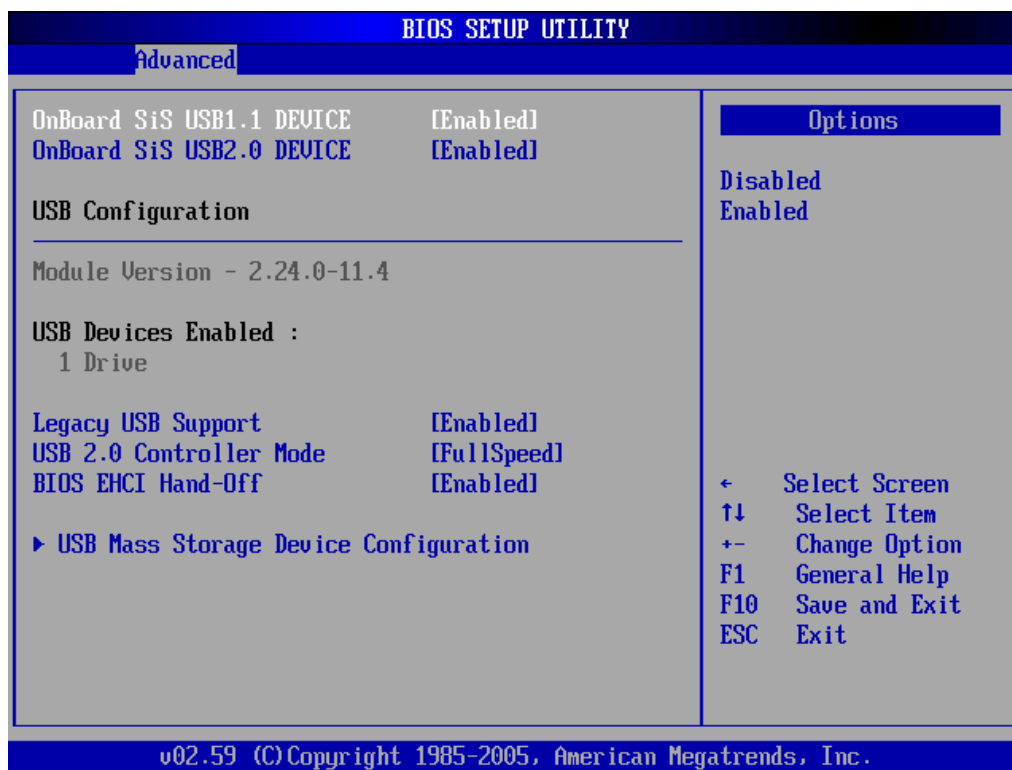 BIOS SETUP UTILITY
Advanced
OnBoard SiS USB1.1 DEVICE [Enabled]
OnBoard SiS USB2.0 DEVICE [Enabled]
USB Configuration
Module Version - 2.24.0-11.4
USB Devices Enabled :
1 Drive
Legacy USB Support [Enabled]
USB 2.0 Controller Mode [FullSpeed]
BIOS EHCI Hand-Off [Enabled]
▶ USB Mass Storage Device Configuration
Options
Disabled
Enabled
← Select Screen
↑↓ Select Item
+- Change Option
F1 General Help
F10 Save and Exit
ESC Exit
v02.59 (C)Copyright 1985-2005, American Megatrends, Inc.